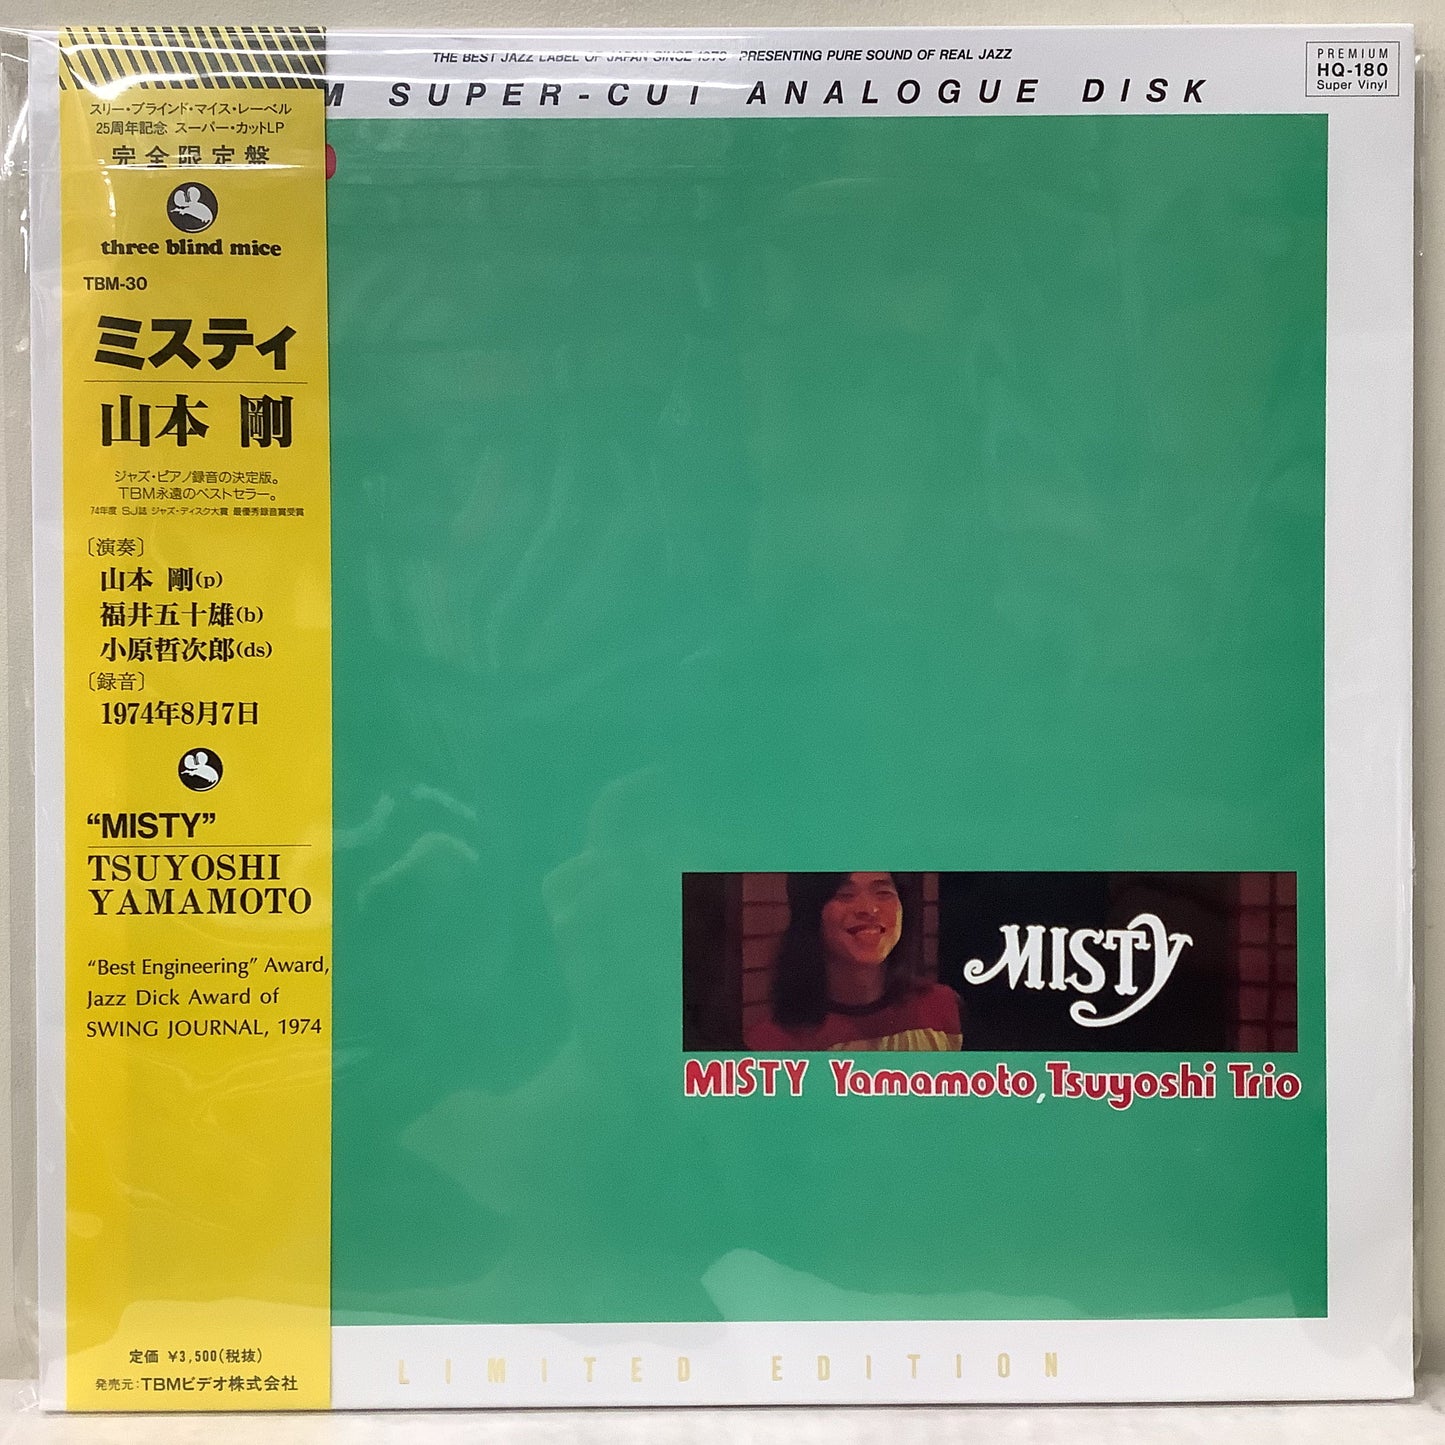 THE BEST JAZZ LABEL OF JAPAN SINCE 1970 PRESENTING PURE SOUND OF REAL JAZZ
M SUPER-CUT ANALOGUE DISK
PREMIUM
HQ-180
Super Vinyl
スリー・ブラインド・マイス・レーベル
25周年記念 スーパー・カットLP
完全限定盤
three blind mice
TBM-30
ミスティ
山本 剛
ジャズ・ピアノ録音の決定版。
TBM永遠のベストセラー。
74年度 SJ誌 ジャズ・ディスク大賞 最優秀録音賞受賞
〔演奏〕
山本 剛(p)
福井五十雄(b)
小原哲次郎(ds)
〔録音〕
1974年8月7日
“MISTY”
TSUYOSHI
YAMAMOTO
“Best Engineering” Award,
Jazz Dick Award of
SWING JOURNAL, 1974
定価 ¥3,500(税抜)
発売元：TBMビデオ株式会社
MISTY
MISTY Yamamoto,Tsuyoshi Trio
LIMITED EDITION